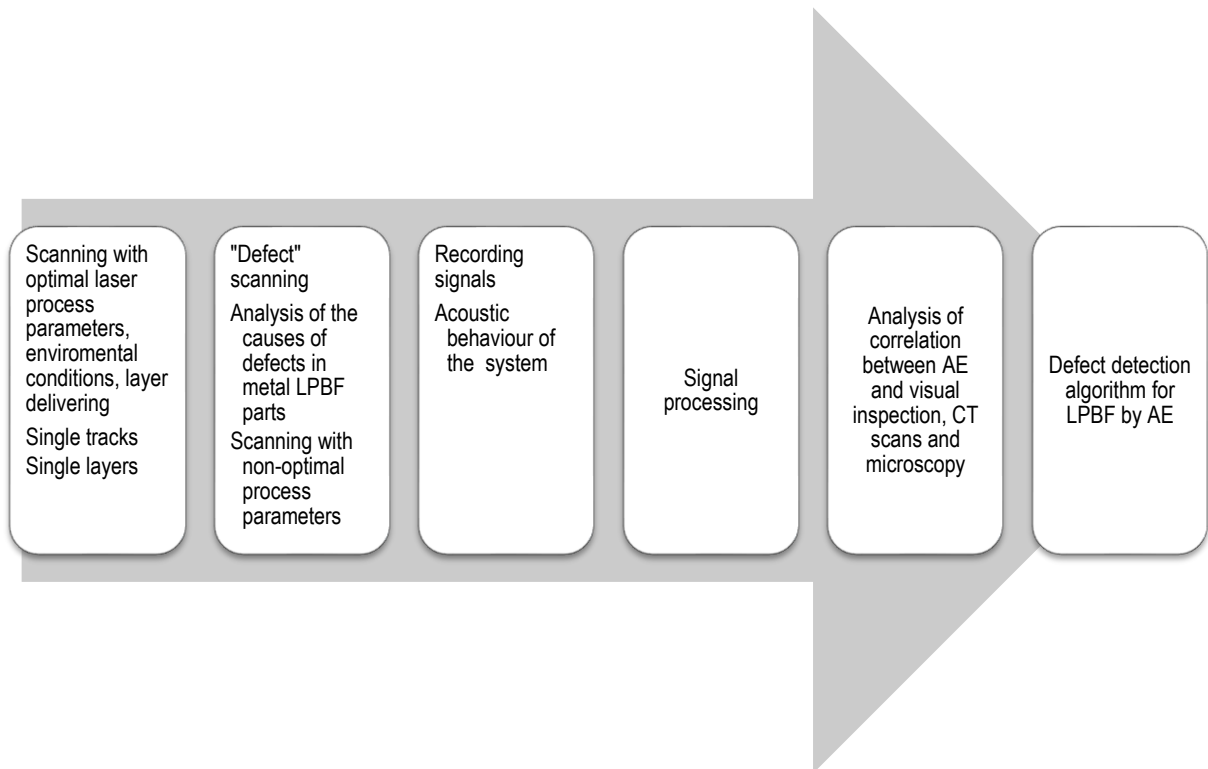 Scanning with
optimal laser
process
parameters,
enviromental
conditions, layer
delivering
Single tracks
Single layers
"Defect"
scanning
Analysis of the
causes of
defects in
metal LPBF
parts
Scanning with
non-optimal
process
parameters
Recording
signals
Acoustic
behaviour of
the system
Signal
processing
Analysis of
correlation
between AE
and visual
inspection, CT
scans and
microscopy
Defect detection
algorithm for
LPBF by AE